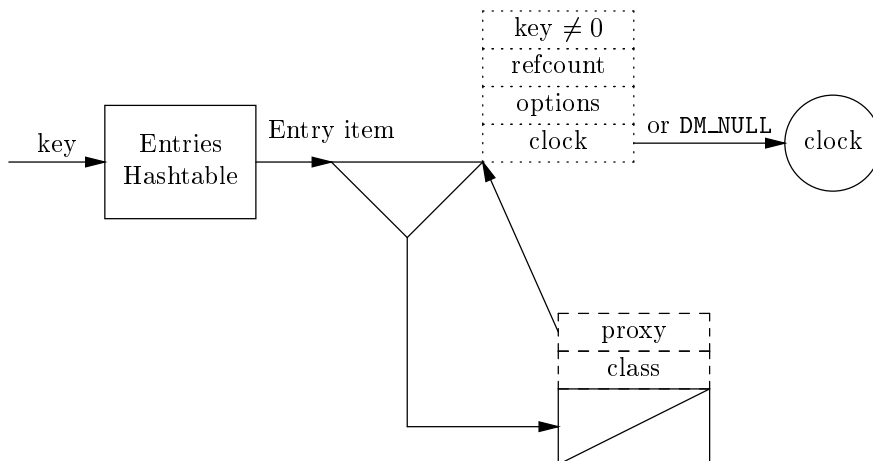 key ≠ 0
refcount
options
clock
or DM_NULL
clock
key
Entries
Hashtable
Entry item
proxy
class